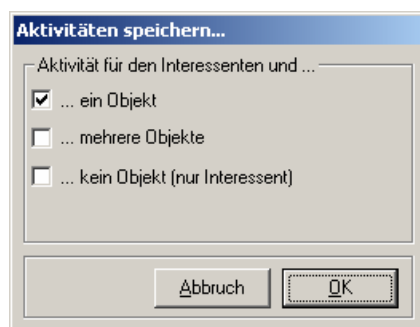 Aktivitäten speichern...
Aktivität für den Interessenten und ...
... ein Objekt
... mehrere Objekte
... kein Objekt (nur Interessent)
Abbruch
OK